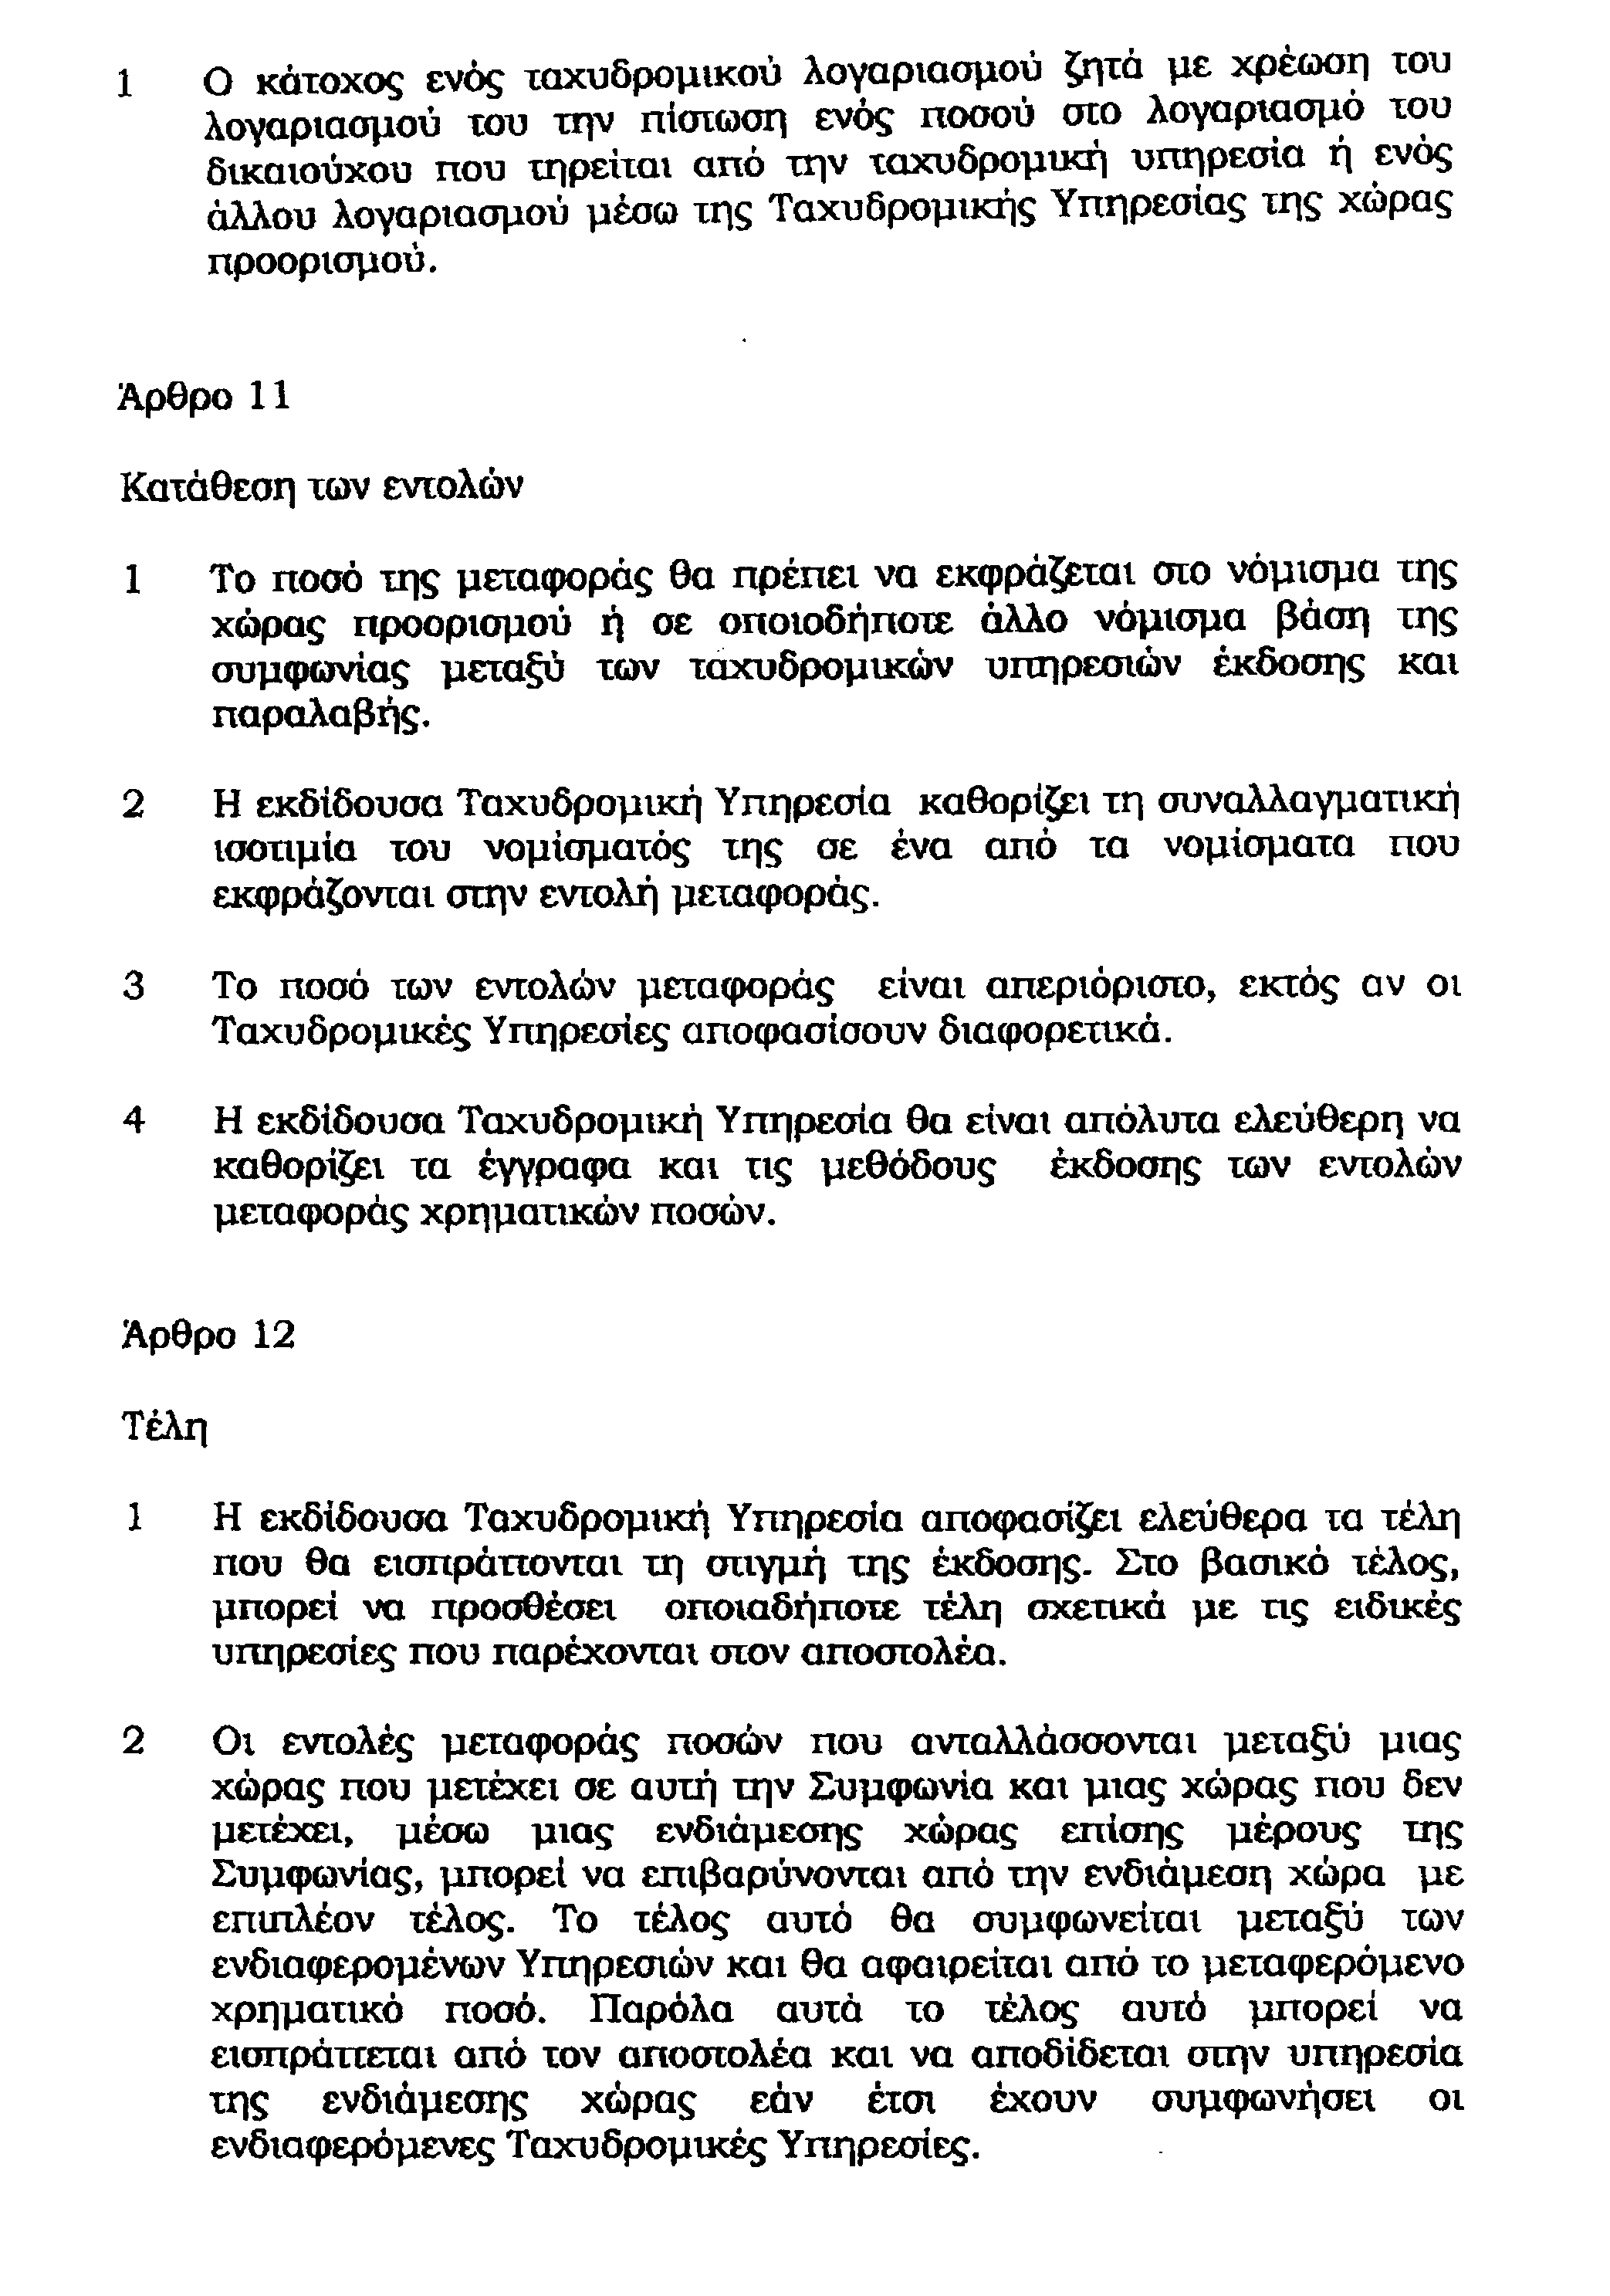 1 Ο κάτοχος ενός ταχυδρομικού λογαριασμού ζητά με χρέωση του
λογαριασμού του την πίστωση ενός ποσού στο λογαριασμό του
δικαιούχου που τηρείται από την ταχυδρομική υπηρεσία ή ενός
άλλου λογαριασμού μέσω της Ταχυδρομικής Υπηρεσίας της χώρας
προορισμού.
Άρθρο 11
Κατάθεση των εντολών
1 Το ποσό της μεταφοράς θα πρέπει να εκφράζεται στο νόμισμα της
χώρας προορισμού ή σε οποιοδήποτε άλλο νόμισμα βάση της
συμφωνίας μεταξύ των ταχυδρομικών υπηρεσιών έκδοσης και
παραλαβής.
2 Η εκδίδουσα Ταχυδρομική Υπηρεσία καθορίζει τη συναλλαγματική
ισοτιμία του νομίσματός της σε ένα από τα νομίσματα που
εκφράζονται στην εντολή μεταφοράς.
3 Το ποσό των εντολών μεταφοράς είναι απεριόριστο, εκτός αν οι
Ταχυδρομικές Υπηρεσίες αποφασίσουν διαφορετικά.
4 Η εκδίδουσα Ταχυδρομική Υπηρεσία θα είναι απόλυτα ελεύθερη να
καθορίζει τα έγγραφα και τις μεθόδους έκδοσης των εντολών
μεταφοράς χρηματικών ποσών.
Άρθρο 12
Τέλη
1 Η εκδίδουσα Ταχυδρομική Υπηρεσία αποφασίζει ελεύθερα τα τέλη
που θα εισπράττονται τη στιγμή της έκδοσης. Στο βασικό τέλος,
μπορεί να προσθέσει οποιαδήποτε τέλη σχετικά με τις ειδικές
υπηρεσίες που παρέχονται στον αποστολέα.
2 Οι εντολές μεταφοράς ποσών που ανταλλάσσονται μεταξύ μιας
χώρας που μετέχει σε αυτή την Συμφωνία και μιας χώρας που δεν
μετέχει, μέσω μιας ενδιάμεσης χώρας επίσης μέρους της
Συμφωνίας, μπορεί να επιβαρύνονται από την ενδιάμεση χώρα με
επιπλέον τέλος. Το τέλος αυτό θα συμφωνείται μεταξύ των
ενδιαφερομένων Υπηρεσιών και θα αφαιρείται από το μεταφερόμενο
χρηματικό ποσό. Παρόλα αυτά το τέλος αυτό μπορεί να
εισπράττεται από τον αποστολέα και να αποδίδεται στην υπηρεσία
της ενδιάμεσης χώρας εάν έτσι έχουν συμφωνήσει οι
ενδιαφερόμενες Ταχυδρομικές Υπηρεσίες.